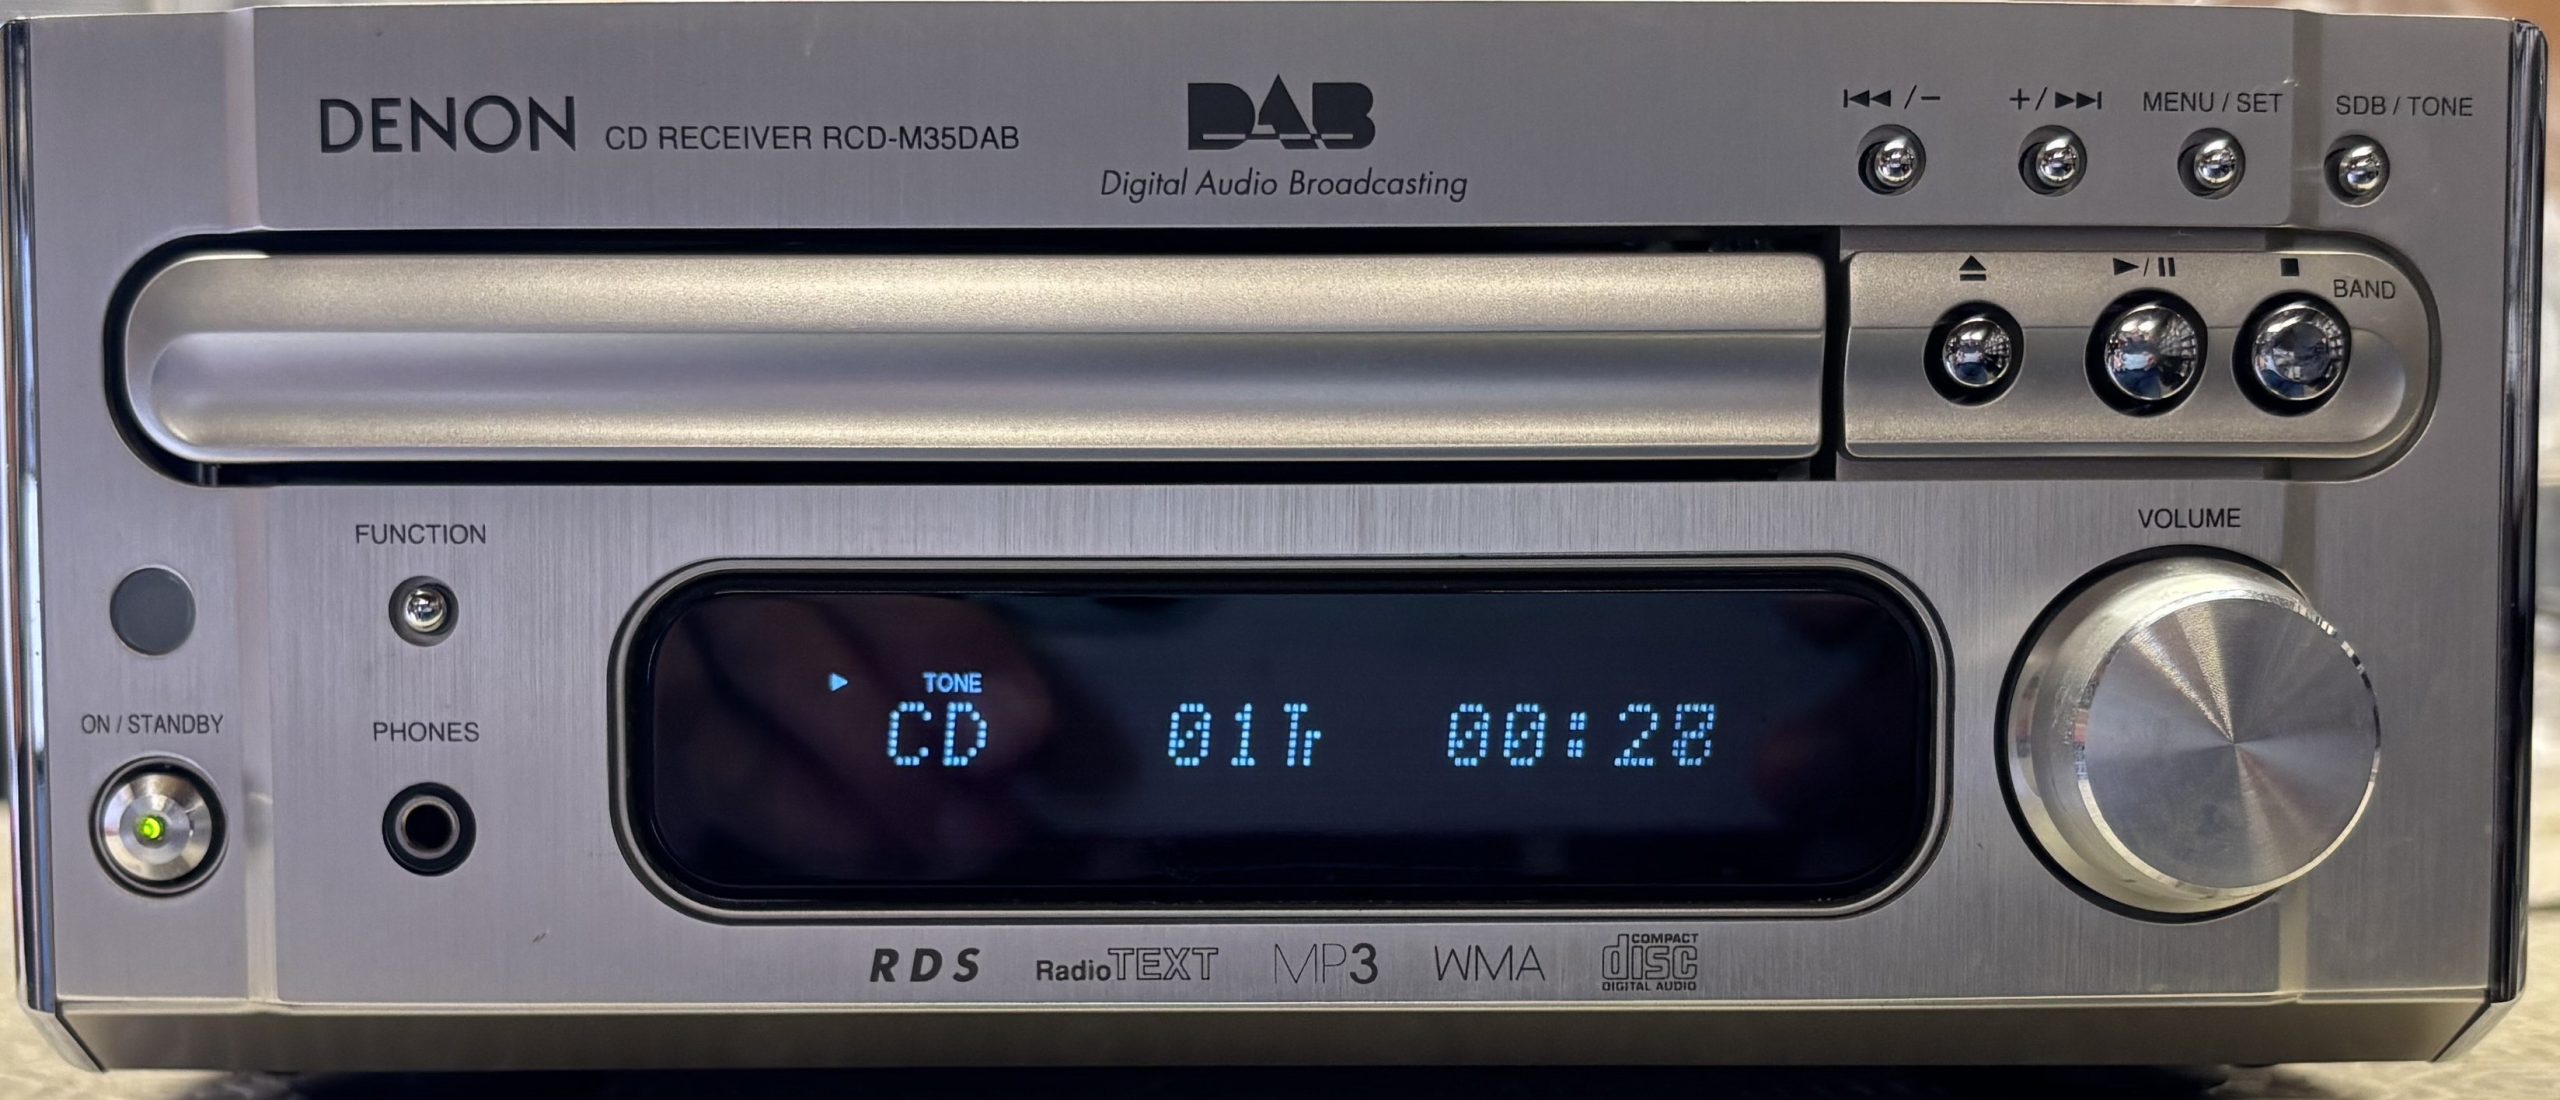 DENON CD RECEIVER RCD-M35DAB
DAB
Digital Audio Broadcasting
/ −
+ /
MENU / SET
SDB / TONE
BAND
FUNCTION
VOLUME
ON / STANDBY
PHONES
TONE
CD 01Tr 00:28
RDS
RadioTEXT
MP3
WMA
COMPACT
disc
DIGITAL AUDIO